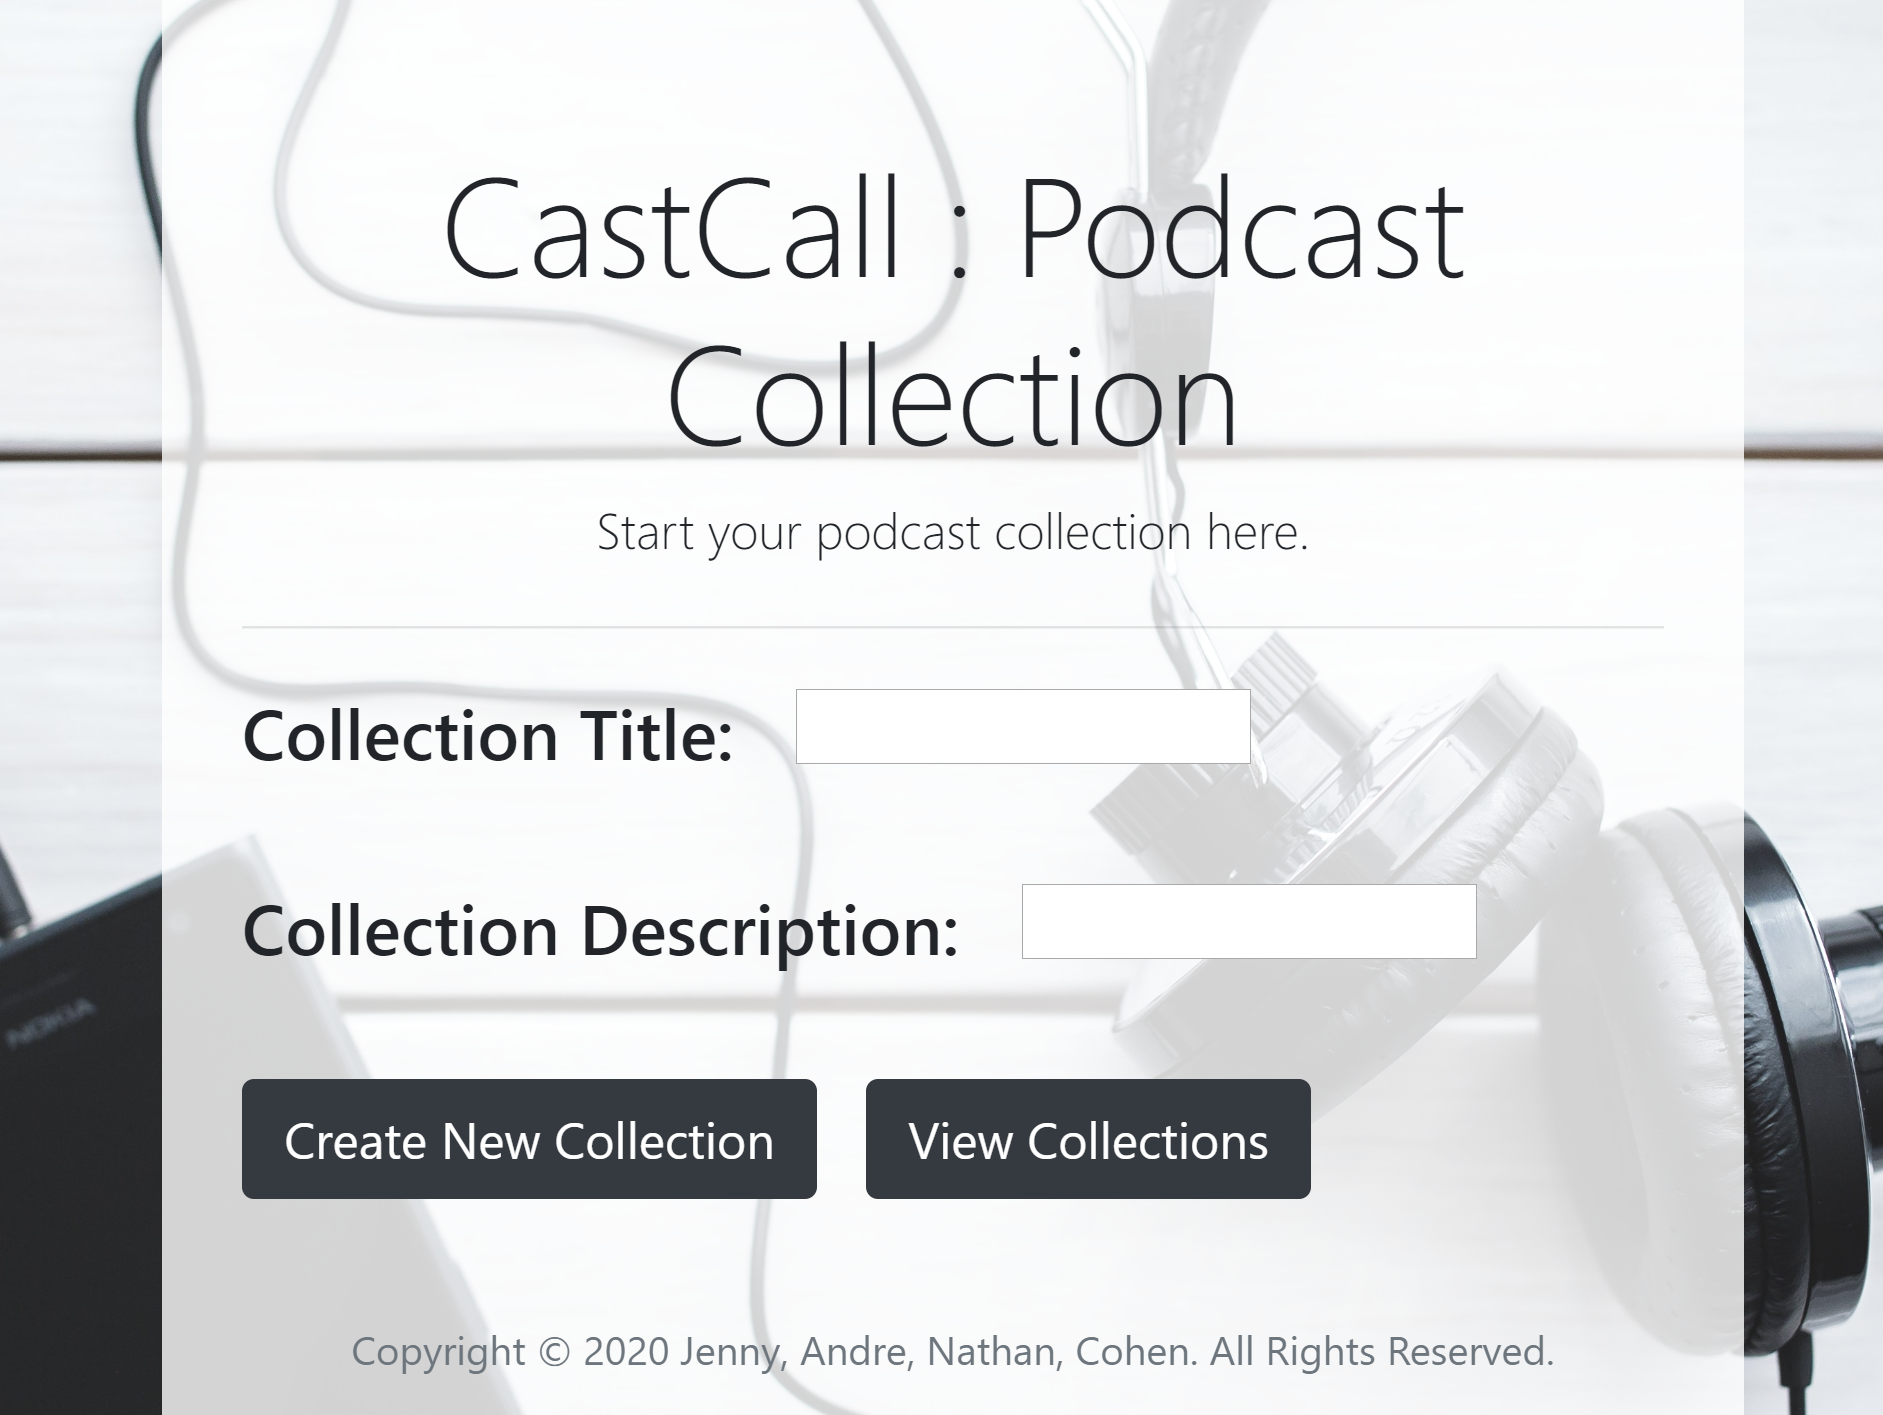 CastCall : Podcast
Collection
Start your podcast collection here.
Collection Title:
Collection Description:
NOKIA
Create New Collection
View Collections
Copyright © 2020 Jenny, Andre, Nathan, Cohen. All Rights Reserved.